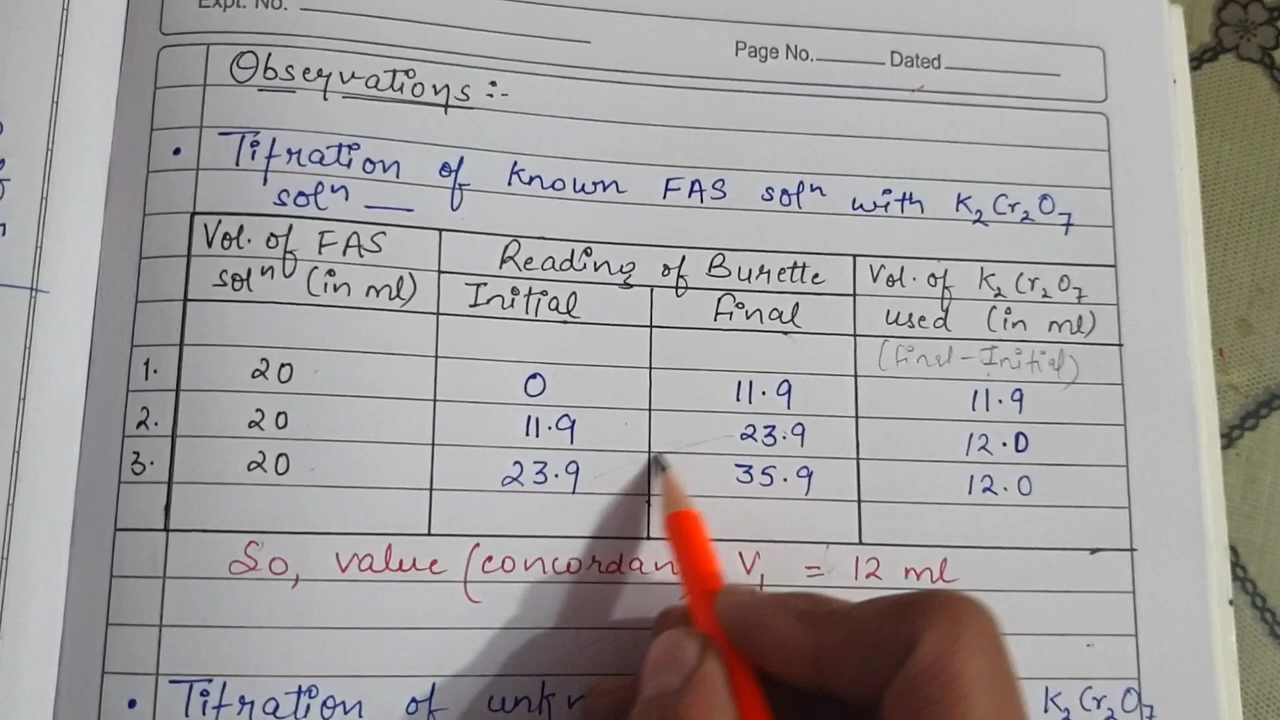 Expt. No.
Page No. Dated
Observations :-
• Titration of known FAS solⁿ with K₂Cr₂O₇
solⁿ —
Vol. of FAS solⁿ (in ml) Reading of Burette Vol. of K₂Cr₂O₇ used (in ml)
Initial Final (Final - Initial)
1. 20 0 11.9 11.9
2. 20 11.9 23.9 12.0
3. 20 23.9 35.9 12.0
So, value (concordan V₁ = 12 ml
• Titration of unk K₂Cr₂O₇